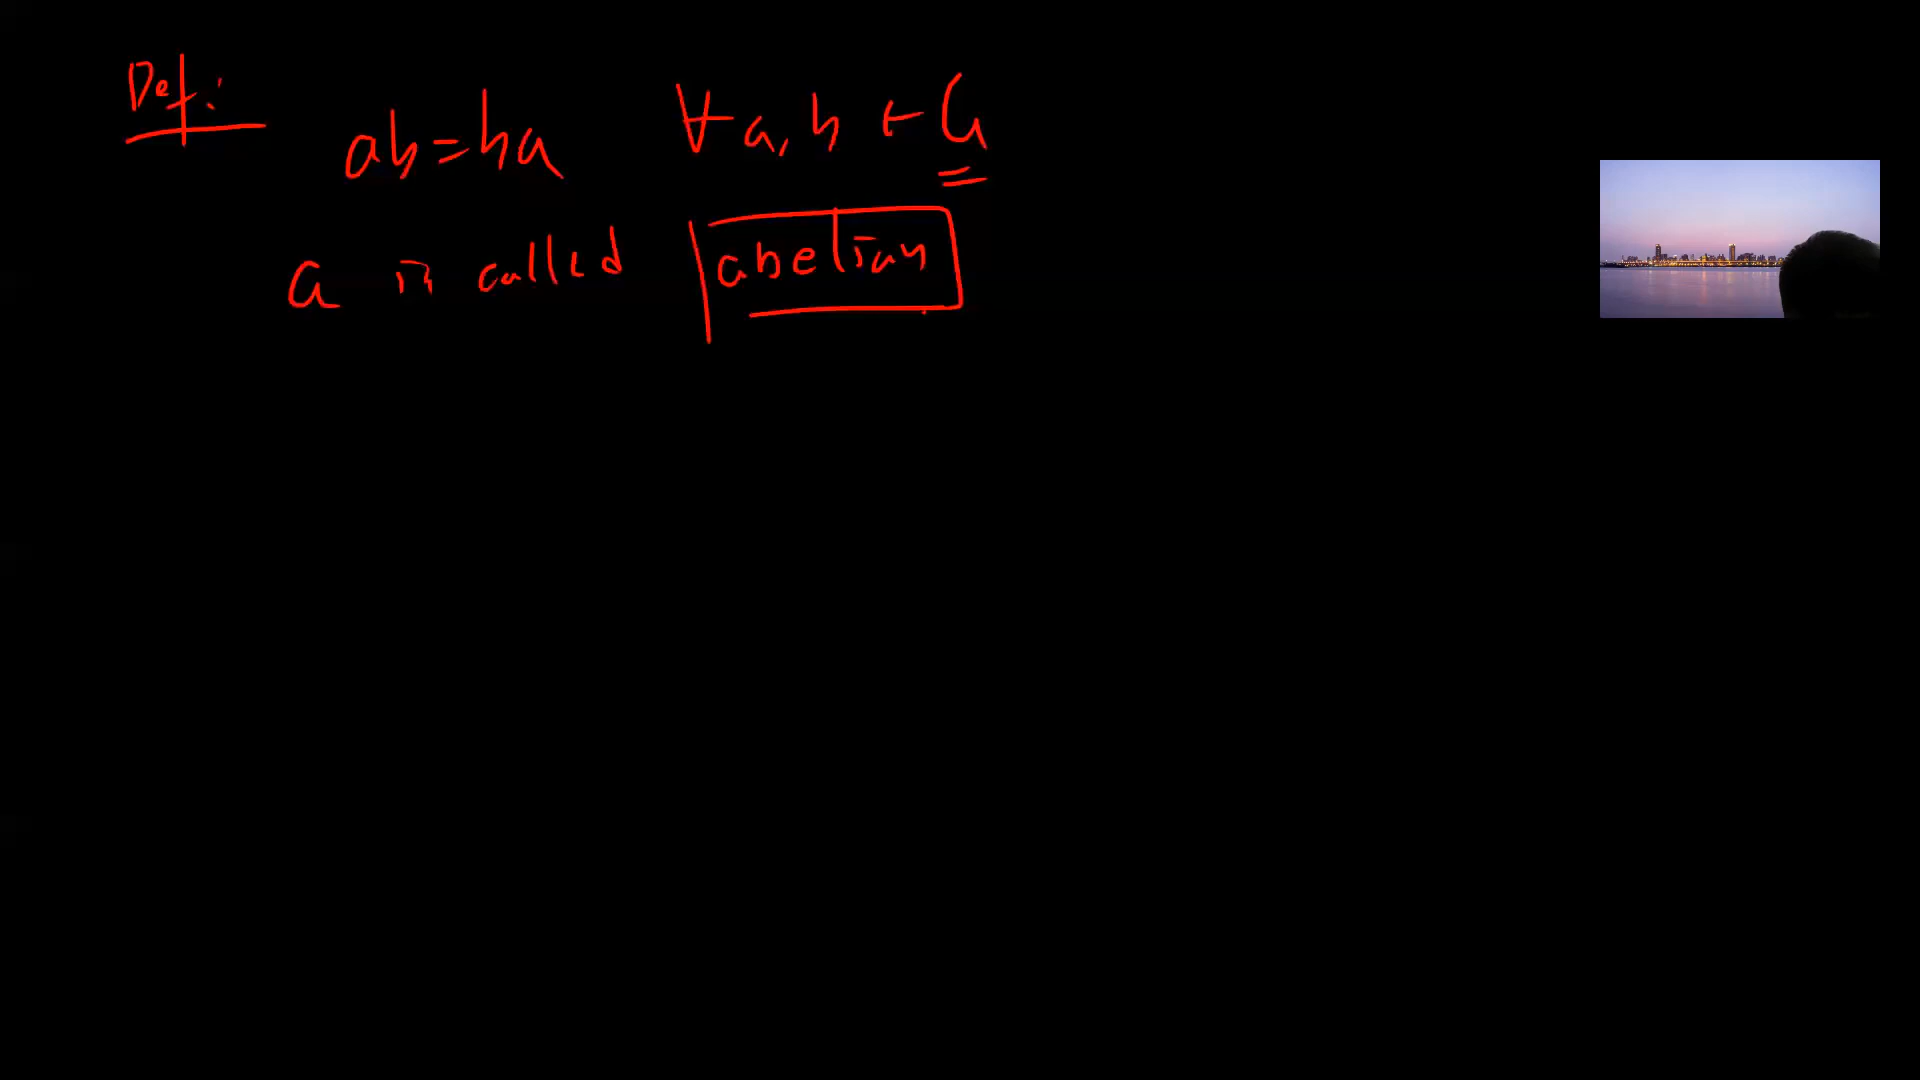 Def:
ab=ba ∀ a, b ∈ G
G is called abelian